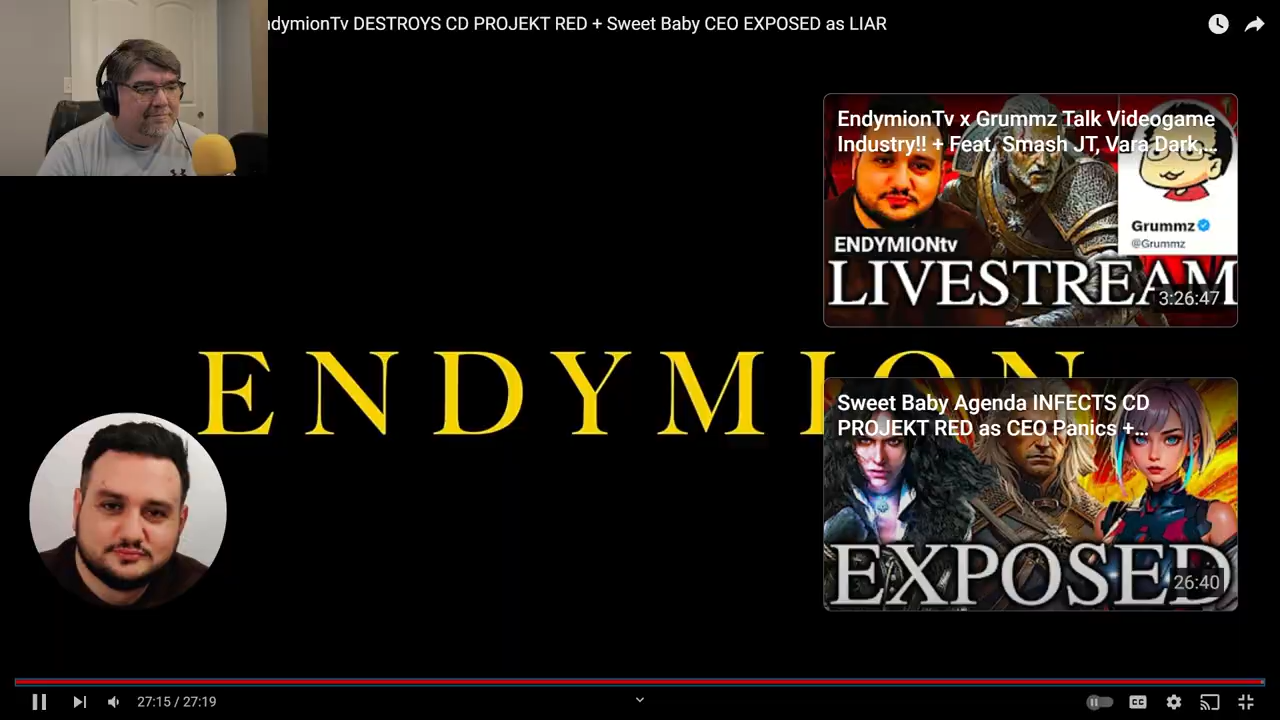 ndymionTv DESTROYS CD PROJEKT RED + Sweet Baby CEO EXPOSED as LIAR
EndymionTv x Grummz Talk Videogame
Industry!! + Feat. Smash JT, Vara Dark,...
Grummz
@Grummz
ENDYMIONtv
LIVESTREAM
3:26:47
ENDYMION
Sweet Baby Agenda INFECTS CD
PROJEKT RED as CEO Panics +...
EXPOSED
26:40
27:15 / 27:19
CC